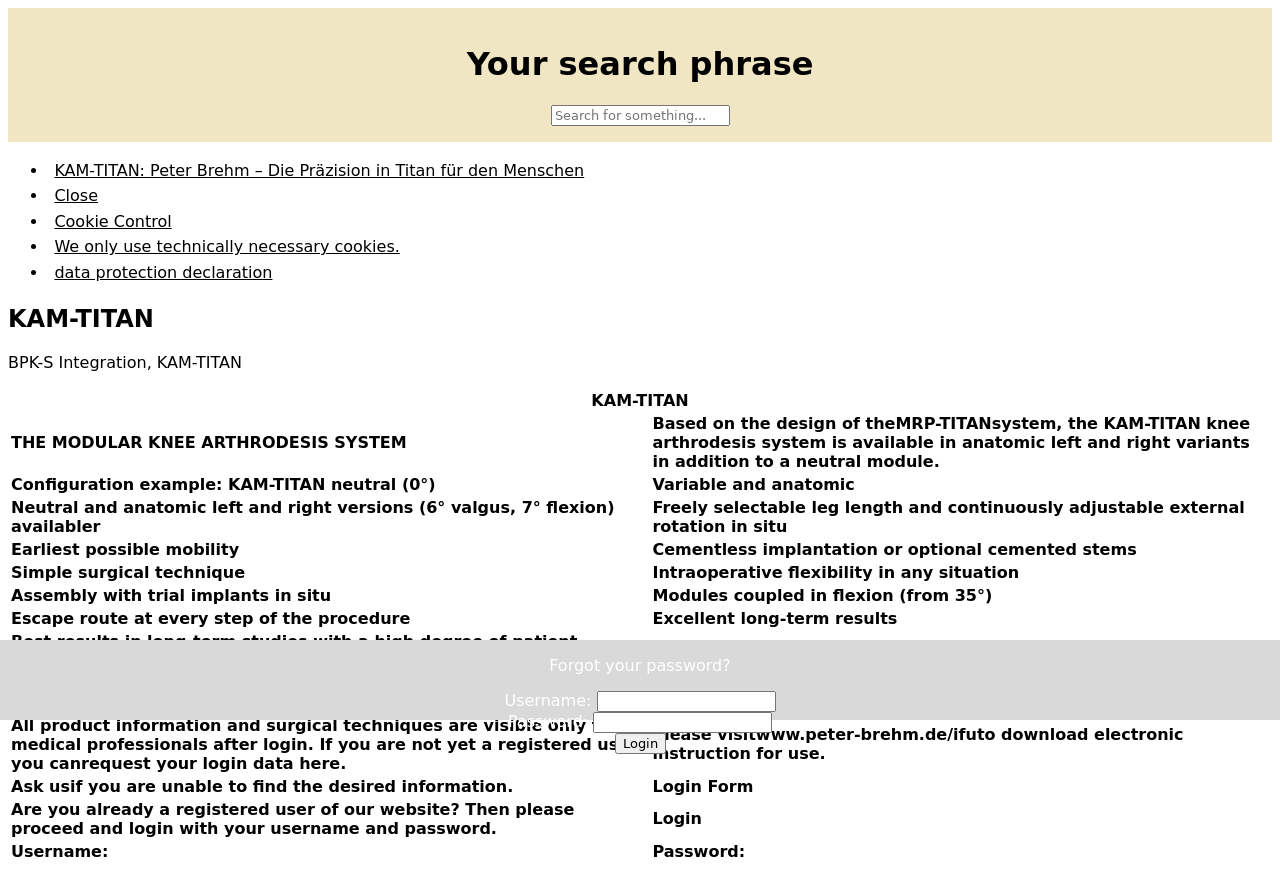 Your search phrase
Search for something...
KAM-TITAN: Peter Brehm – Die Präzision in Titan für den Menschen
Close
Cookie Control
We only use technically necessary cookies.
data protection declaration
KAM-TITAN
BPK-S Integration, KAM-TITAN
KAM-TITAN
THE MODULAR KNEE ARTHRODESIS SYSTEM
Based on the design of theMRP-TITANsystem, the KAM-TITAN knee
arthrodesis system is available in anatomic left and right variants
in addition to a neutral module.
Configuration example: KAM-TITAN neutral (0°)
Variable and anatomic
Neutral and anatomic left and right versions (6° valgus, 7° flexion)
availabler
Freely selectable leg length and continuously adjustable external
rotation in situ
Earliest possible mobility
Cementless implantation or optional cemented stems
Simple surgical technique
Intraoperative flexibility in any situation
Assembly with trial implants in situ
Modules coupled in flexion (from 35°)
Escape route at every step of the procedure
Excellent long-term results
Best results in long-term studies with a high degree of patient
Forgot your password?
Username:
Password:
Login
All product information and surgical techniques are visible only
medical professionals after login. If you are not yet a registered
you canrequest your login data here.
Please visitwww.peter-brehm.de/ifuto download electronic
instruction for use.
Ask usif you are unable to find the desired information.
Login Form
Are you already a registered user of our website? Then please
proceed and login with your username and password.
Login
Username:
Password: